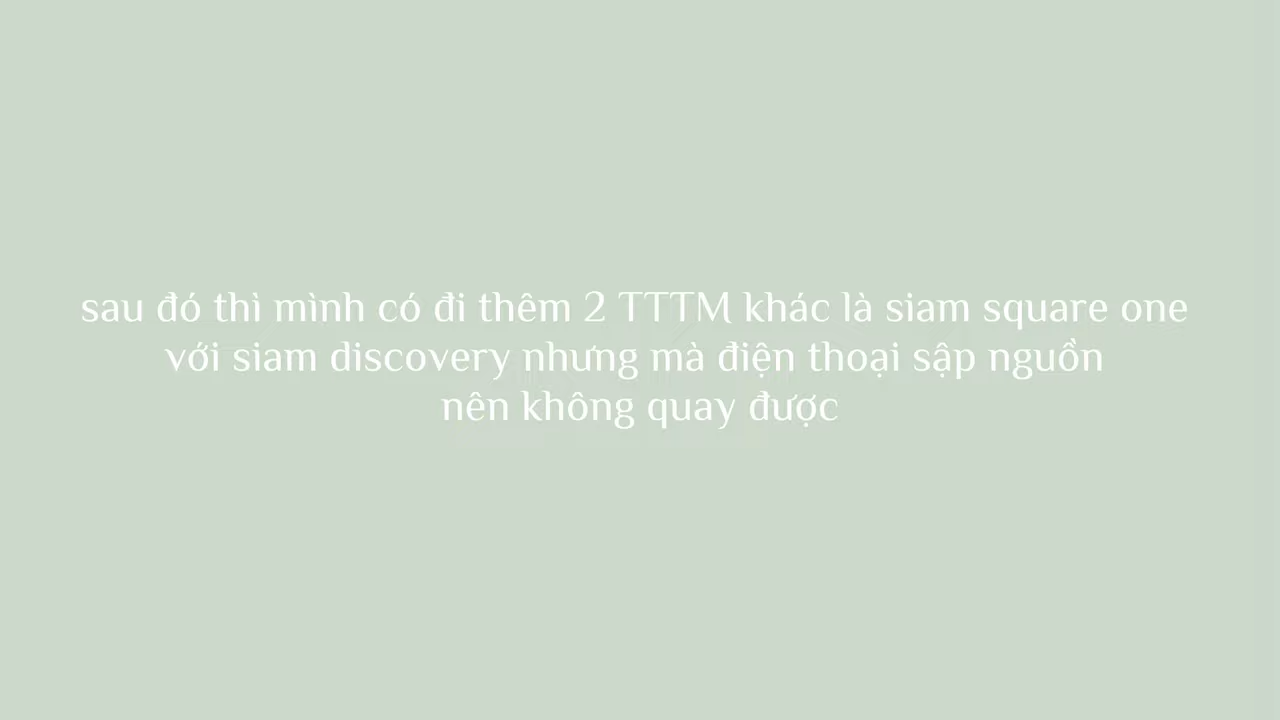 sau đó thì mình có đi thêm 2 TTTM khác là siam square one
với siam discovery nhưng mà điện thoại sập nguồn
nên không quay được